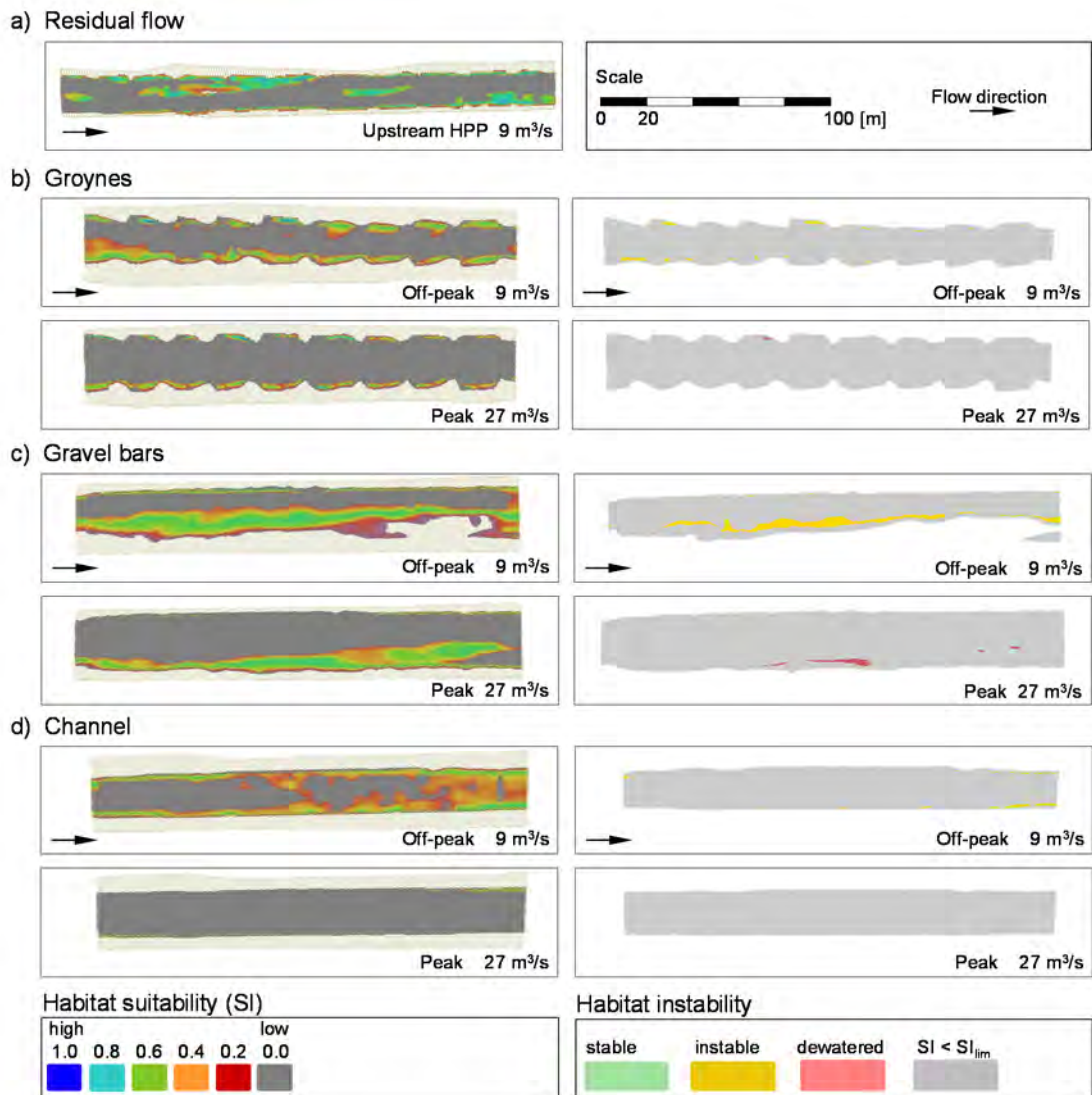 a) Residual flow
Upstream HPP 9 m³/s
Scale
0 20 100 [m]
Flow direction
b) Groynes
Off-peak 9 m³/s
Off-peak 9 m³/s
Peak 27 m³/s
Peak 27 m³/s
c) Gravel bars
Off-peak 9 m³/s
Off-peak 9 m³/s
Peak 27 m³/s
Peak 27 m³/s
d) Channel
Off-peak 9 m³/s
Off-peak 9 m³/s
Peak 27 m³/s
Peak 27 m³/s
Habitat suitability (SI)
high low
1.0 0.8 0.6 0.4 0.2 0.0
Habitat instability
stable instable dewatered SI < SIlim